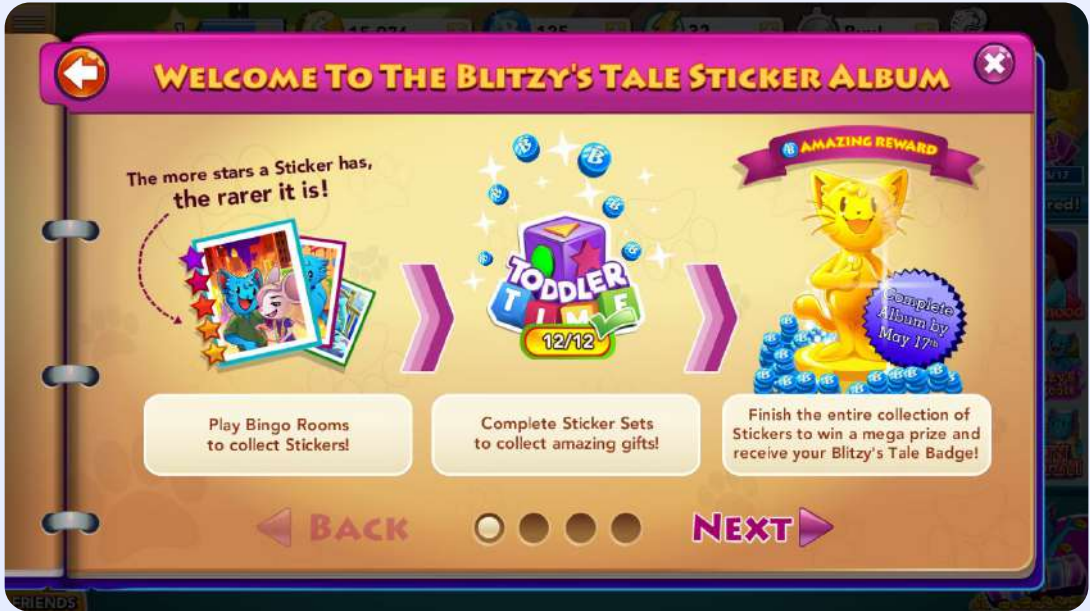 WELCOME TO THE BLITZY'S TALE STICKER ALBUM
The more stars a Sticker has,
the rarer it is!
TODDLER
TIME
12/12
AMAZING REWARD
Complete
Album by
May 17th
Play Bingo Rooms
to collect Stickers!
Complete Sticker Sets
to collect amazing gifts!
Finish the entire collection of
Stickers to win a mega prize and
receive your Blitzy's Tale Badge!
BACK
NEXT
FRIENDS